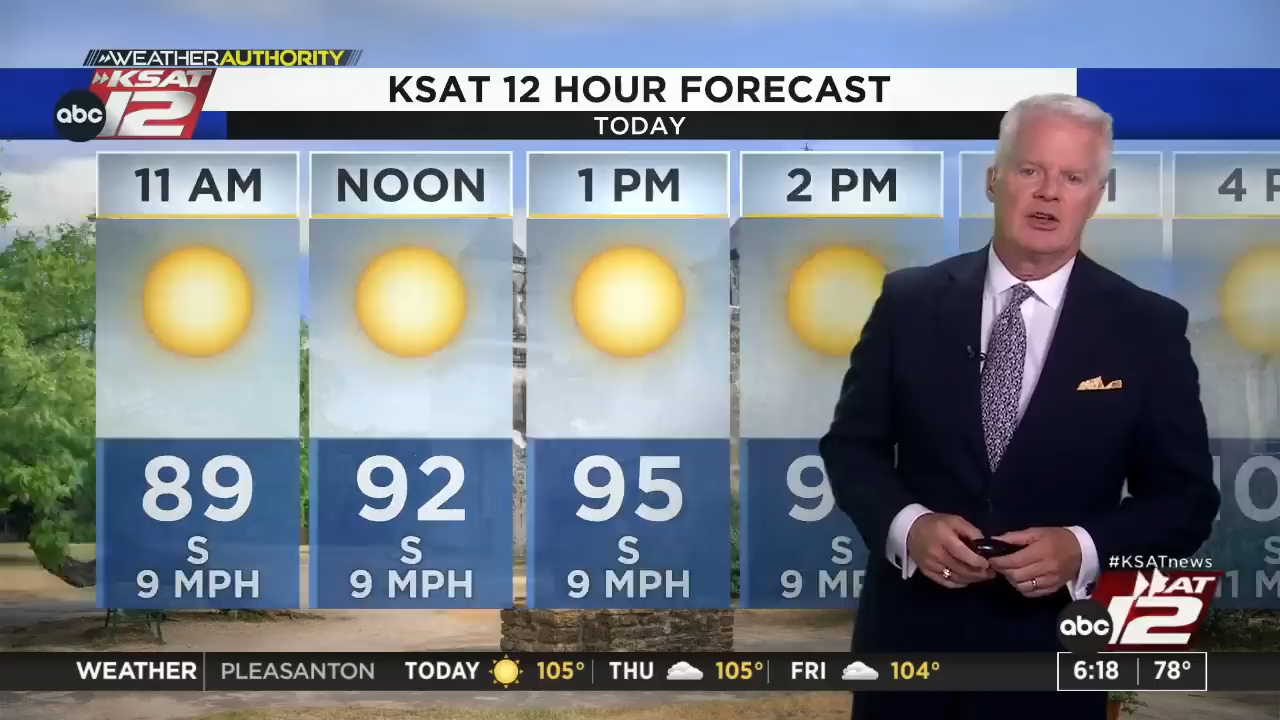 WEATHERAUTHORITY
KSAT
abc 12
KSAT 12 HOUR FORECAST
TODAY
11 AM NOON 1 PM 2 PM
89 92 95
S S S S
9 MPH 9 MPH 9 MPH
#KSATnews
abc 12
WEATHER PLEASANTON TODAY 105° THU 105° FRI 104° 6:18 78°